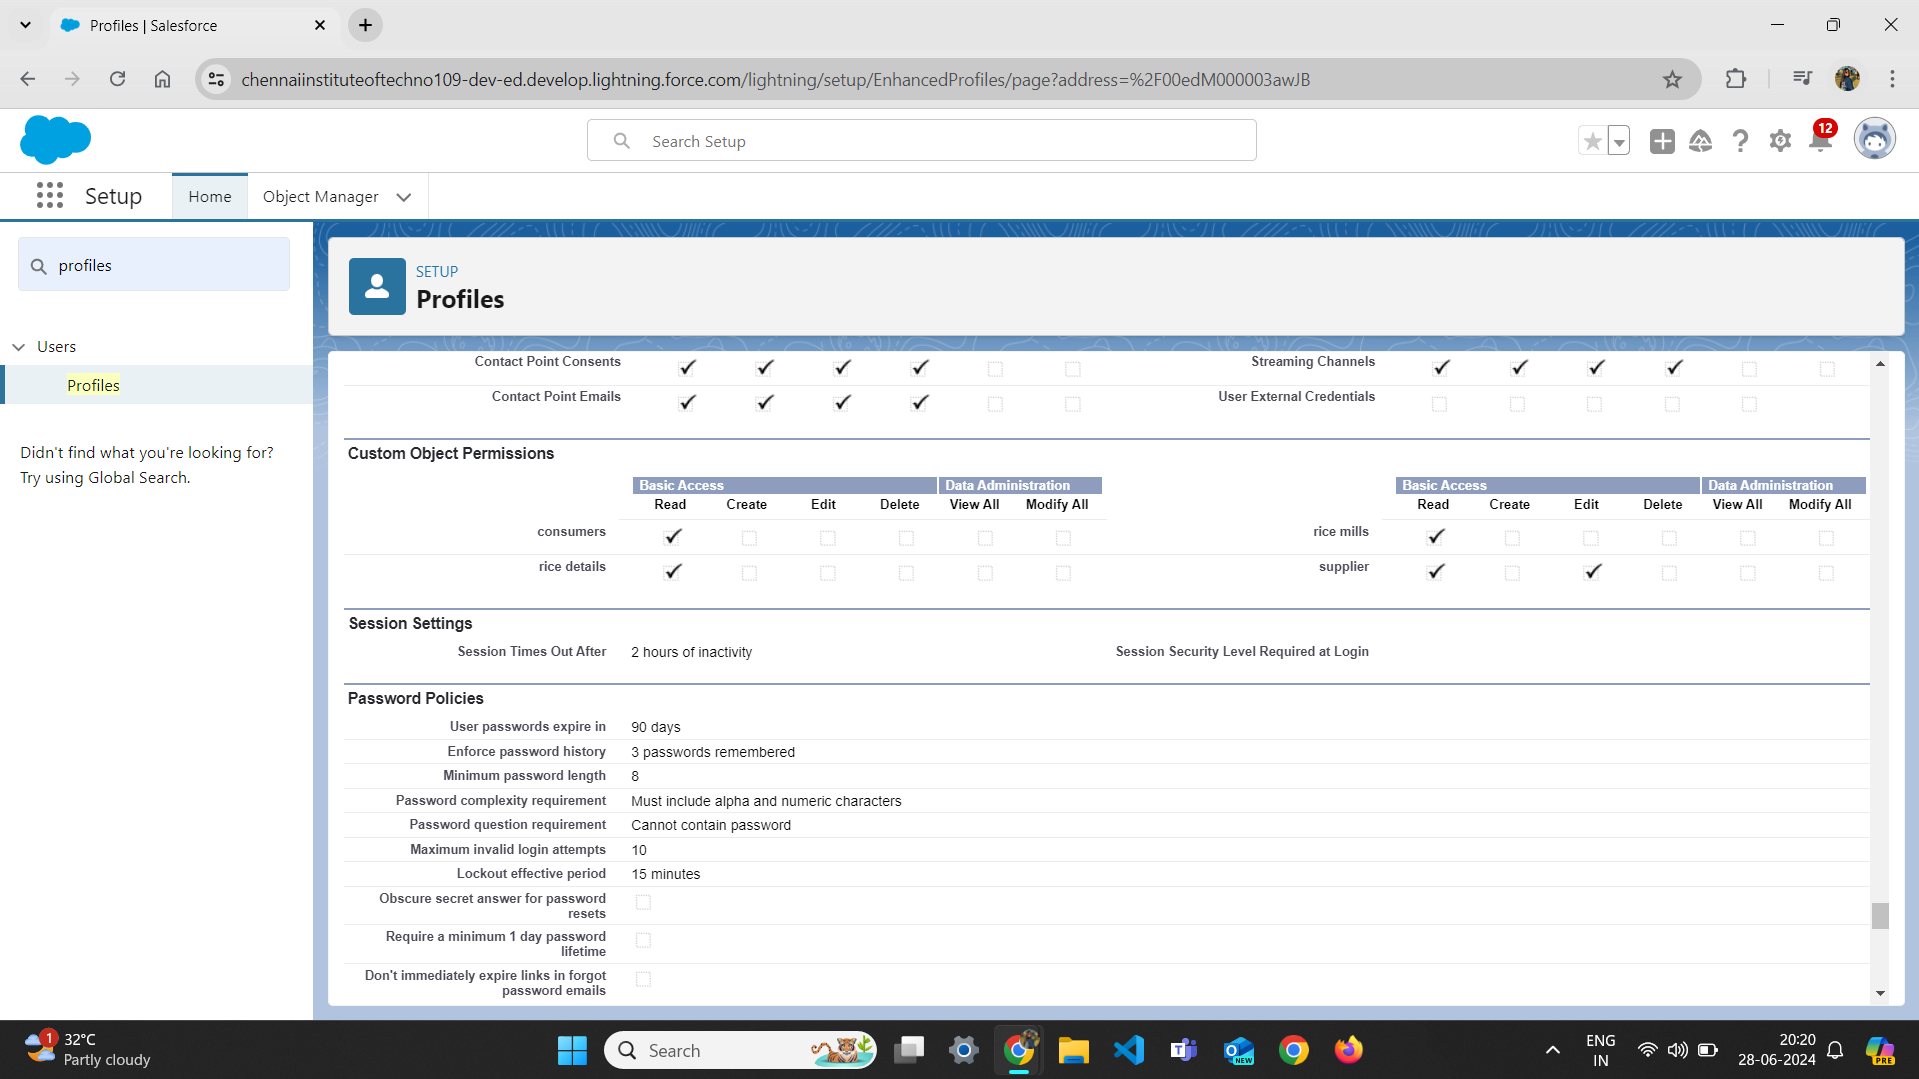 Profiles | Salesforce
chennaiinstituteoftechno109-dev-ed.develop.lightning.force.com/lightning/setup/EnhancedProfiles/page?address=%2F00edM000003awJB
Search Setup
12
Setup
Home
Object Manager
profiles
Users
Profiles
Didn't find what you're looking for?
Try using Global Search.
SETUP
Profiles
Contact Point Consents
Streaming Channels
Contact Point Emails
User External Credentials
Custom Object Permissions
Basic Access Data Administration Basic Access Data Administration
Read Create Edit Delete View All Modify All Read Create Edit Delete View All Modify All
consumers rice mills
rice details supplier
Session Settings
Session Times Out After 2 hours of inactivity Session Security Level Required at Login
Password Policies
User passwords expire in 90 days
Enforce password history 3 passwords remembered
Minimum password length 8
Password complexity requirement Must include alpha and numeric characters
Password question requirement Cannot contain password
Maximum invalid login attempts 10
Lockout effective period 15 minutes
Obscure secret answer for password
resets
Require a minimum 1 day password
lifetime
Don't immediately expire links in forgot
password emails
1
32°C
Partly cloudy
Search
NEW
ENG
IN
20:20
28-06-2024
PRE